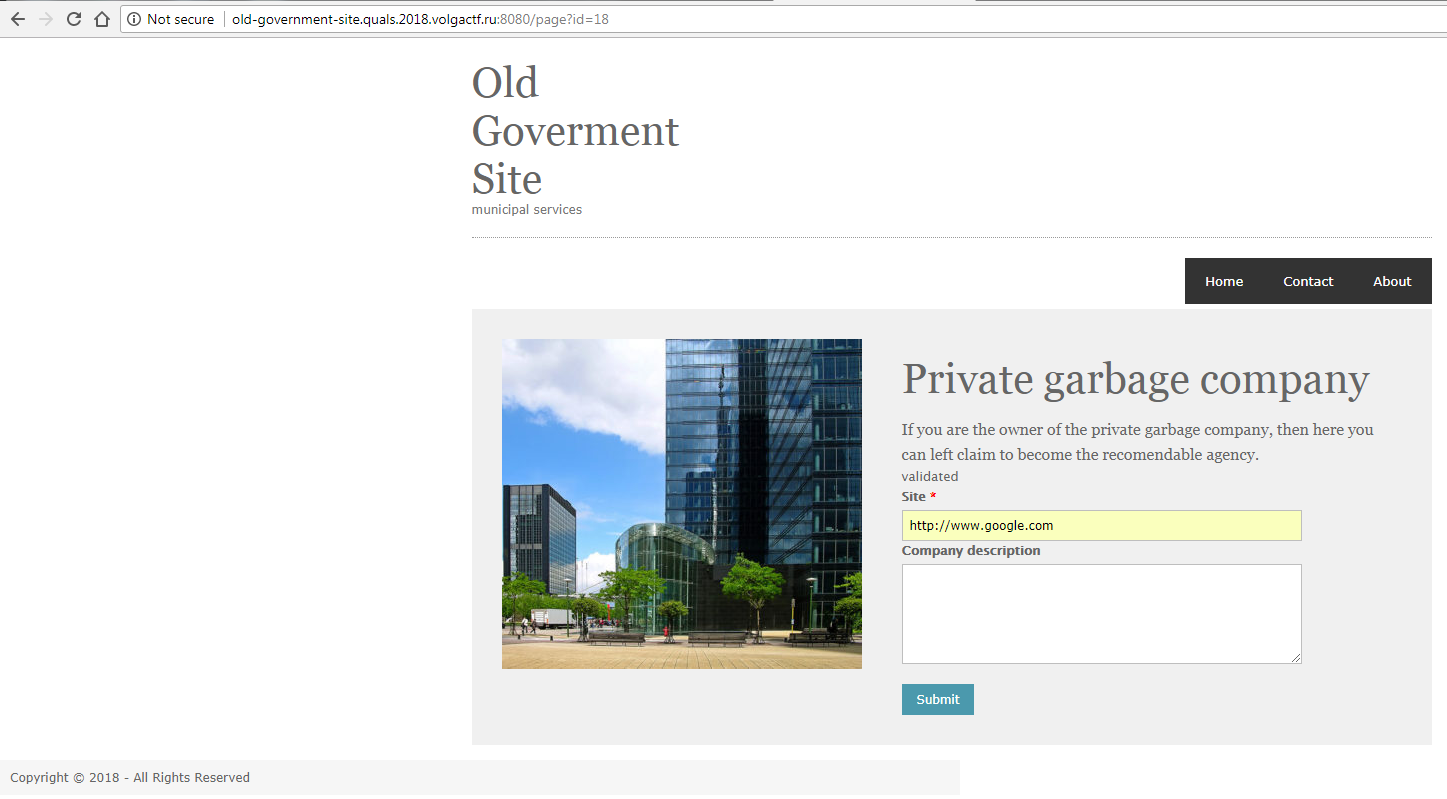 Not secure | old-government-site.quals.2018.volgactf.ru:8080/page?id=18
Old
Goverment
Site
municipal services
Home Contact About
Private garbage company
If you are the owner of the private garbage company, then here you
can left claim to become the recomendable agency.
validated
Site *
http://www.google.com
Company description
Submit
Copyright © 2018 - All Rights Reserved